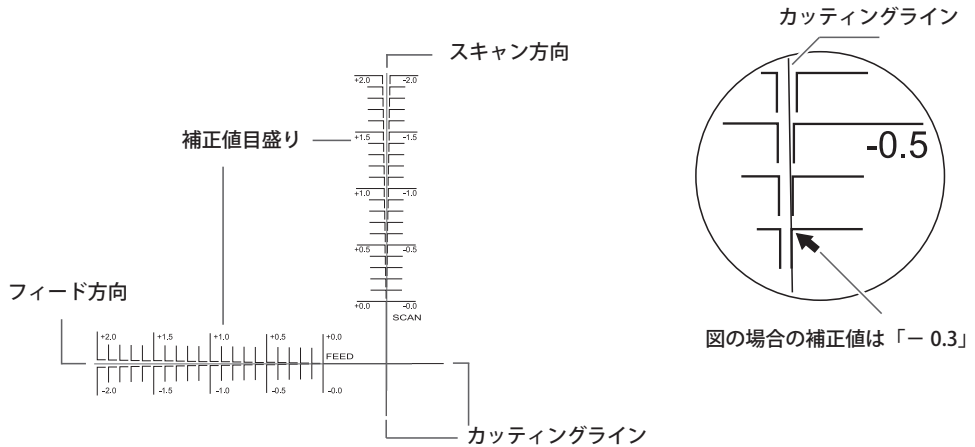 カッティングライン
スキャン方向
+2.0 -2.0
補正値目盛り
+1.5 -1.5
-0.5
+1.0 -1.0
+0.5 -0.5
フィード方向
+0.0 -0.0
SCAN
図の場合の補正値は「− 0.3」
+2.0 +1.5 +1.0 +0.5 +0.0
FEED
-2.0 -1.5 -1.0 -0.5 -0.0
カッティングライン